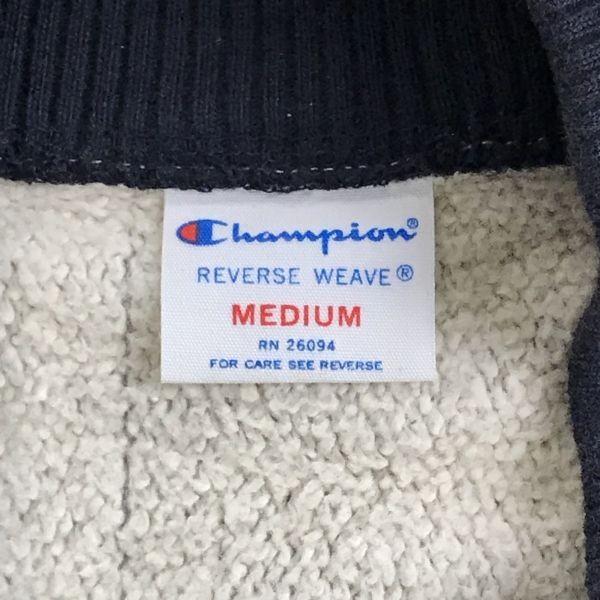 Champion®
REVERSE WEAVE®
MEDIUM
RN 26094
FOR CARE SEE REVERSE